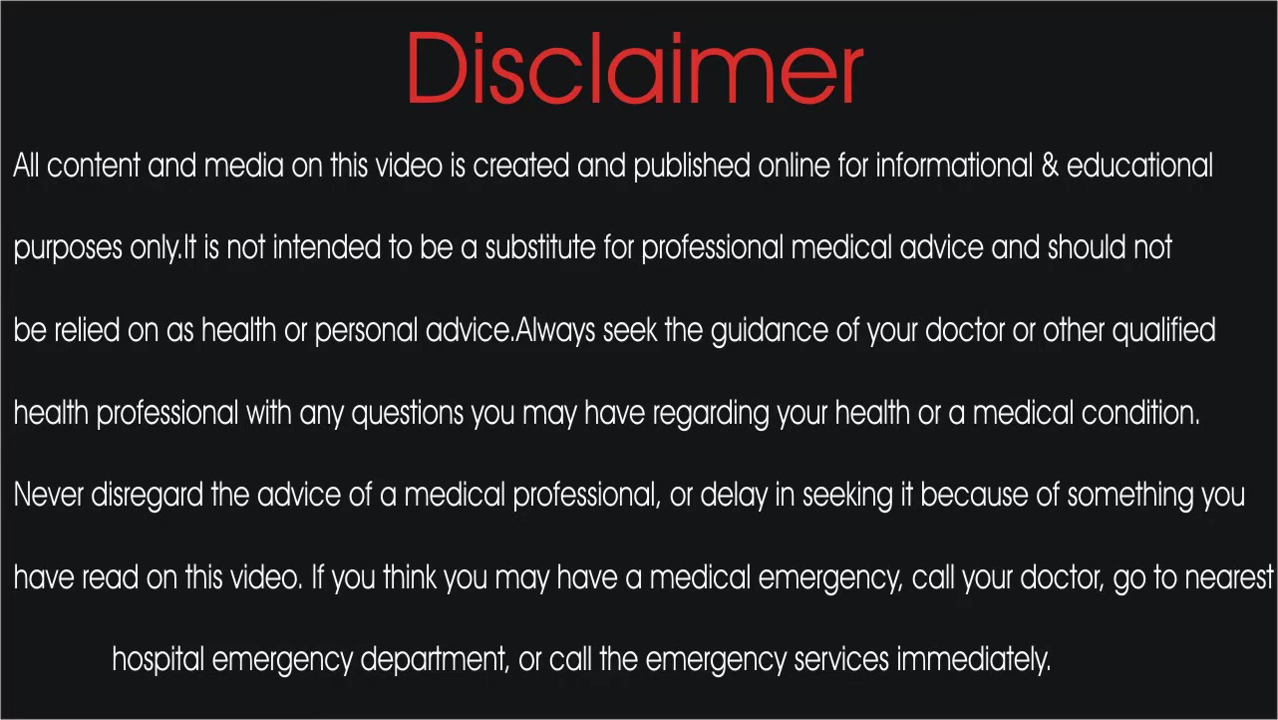 Disclaimer
All content and media on this video is created and published online for informational & educational
purposes only.It is not intended to be a substitute for professional medical advice and should not
be relied on as health or personal advice.Always seek the guidance of your doctor or other qualified
health professional with any questions you may have regarding your health or a medical condition.
Never disregard the advice of a medical professional, or delay in seeking it because of something you
have read on this video. If you think you may have a medical emergency, call your doctor, go to nearest
hospital emergency department, or call the emergency services immediately.